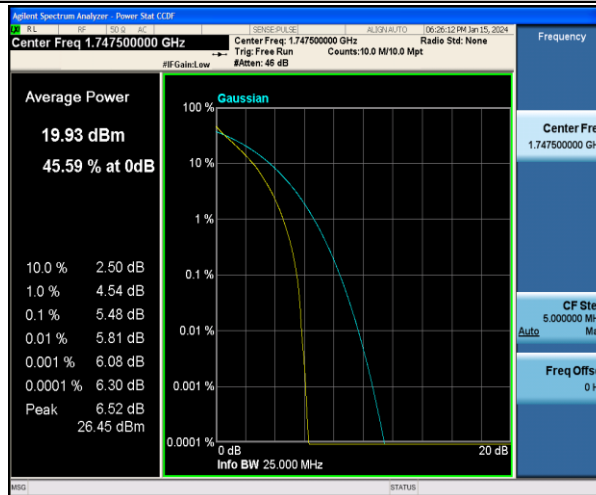 Agilent Spectrum Analyzer - Power Stat CCDF
RL RF 50 Ω AC SENSE:PULSE ALIGN AUTO 06:26:12 PM Jan 15, 2024
Center Freq 1.747500000 GHz
Center Freq: 1.747500000 GHz Radio Std: None
Trig: Free Run Counts:10.0 M/10.0 Mpt
#IFGain:Low #Atten: 46 dB
Frequency
Average Power
19.93 dBm
45.59 % at 0dB
10.0 % 2.50 dB
1.0 % 4.54 dB
0.1 % 5.48 dB
0.01 % 5.81 dB
0.001 % 6.08 dB
0.0001 % 6.30 dB
Peak 6.52 dB
26.45 dBm
Gaussian
100 %
10 %
1 %
0.1 %
0.01 %
0.001 %
0.0001 %
0 dB 20 dB
Info BW 25.000 MHz
Center Fre
1.747500000 GH
CF Ste
5.000000 MH
Auto Ma
Freq Offs
0 H
MSG STATUS